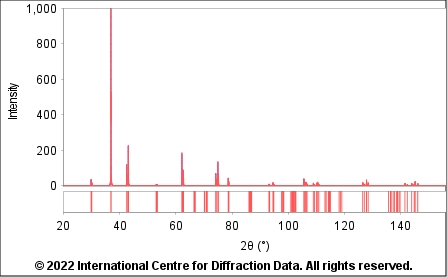 1,000
800
600
400
200
0
Intensity
20 40 60 80 100 120 140
2θ (°)
© 2022 International Centre for Diffraction Data. All rights reserved.